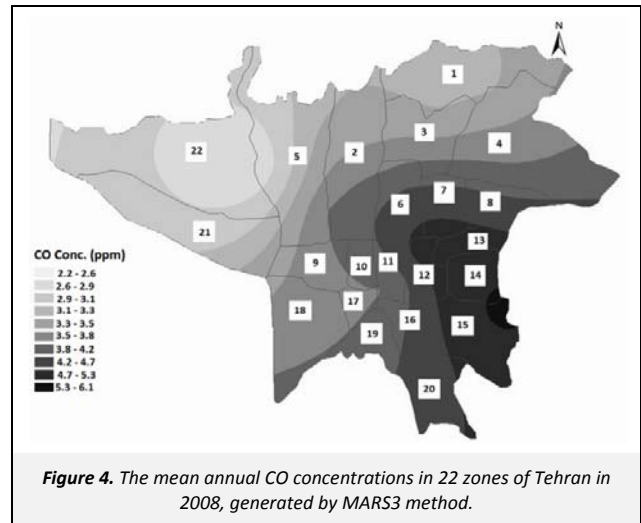 N
1
3
4
22
5
2
7
6
8
21
13
9
10
11
12
14
CO Conc. (ppm)
2.2 - 2.6
2.6 - 2.9
2.9 - 3.1
3.1 - 3.3
3.3 - 3.5
3.5 - 3.8
3.8 - 4.2
4.2 - 4.7
4.7 - 5.3
5.3 - 6.1
18
17
16
15
19
20
Figure 4. The mean annual CO concentrations in 22 zones of Tehran in
2008, generated by MARS3 method.